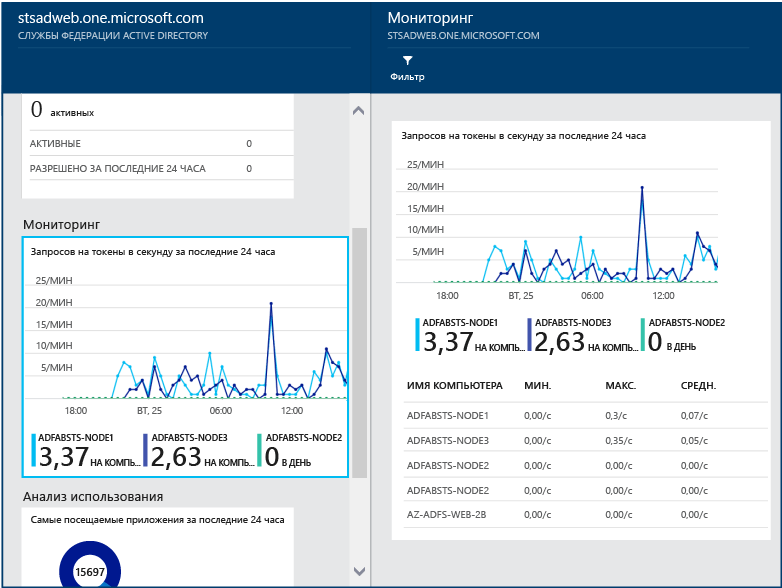 stsadweb.one.microsoft.com
СЛУЖБЫ ФЕДЕРАЦИИ ACTIVE DIRECTORY
0 активных
АКТИВНЫЕ 0
РАЗРЕШЕНО ЗА ПОСЛЕДНИЕ 24 ЧАСА 0
Мониторинг
Запросов на токены в секунду за последние 24 часа
25/МИН
20/МИН
15/МИН
10/МИН
5/МИН
18:00 ВТ, 25 06:00 12:00
ADFABSTS-NODE1 ADFABSTS-NODE3 ADFABSTS-NODE2
3,37 НА КОМПЬ... 2,63 НА КОМПЬ... 0 В ДЕНЬ
Анализ использования
Самые посещаемые приложения за последние 24 часа
15697
Мониторинг
STSADWEB.ONE.MICROSOFT.COM
Фильтр
Запросов на токены в секунду за последние 24 часа
25/МИН
20/МИН
15/МИН
10/МИН
5/МИН
18:00 ВТ, 25 06:00 12:00
ADFABSTS-NODE1 ADFABSTS-NODE3 ADFABSTS-NODE2
3,37 НА КОМПЬ... 2,63 НА КОМПЬ... 0 В ДЕНЬ
ИМЯ КОМПЬЮТЕРА МИН. МАКС. СРЕДН.
ADFABSTS-NODE1 0,00/с 0,3/с 0,07/с
ADFABSTS-NODE3 0,00/с 0,35/с 0,05/с
ADFABSTS-NODE2 0,00/с 0,00/с 0,00/с
ADFABSTS-NODE2 0,00/с 0,00/с 0,00/с
AZ-ADFS-WEB-2B 0,00/с 0,00/с 0,00/с